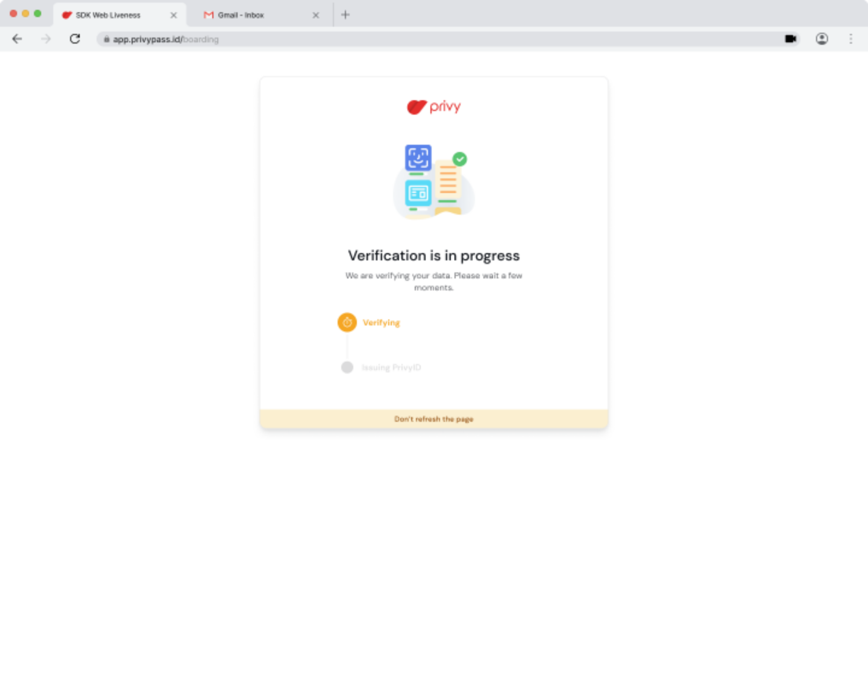 SDK Web Liveness
Gmail - Inbox
app.privypass.id/boarding
privy
Verification is in progress
We are verifying your data. Please wait a few
moments.
Verifying
Issuing PrivyID
Don't refresh the page